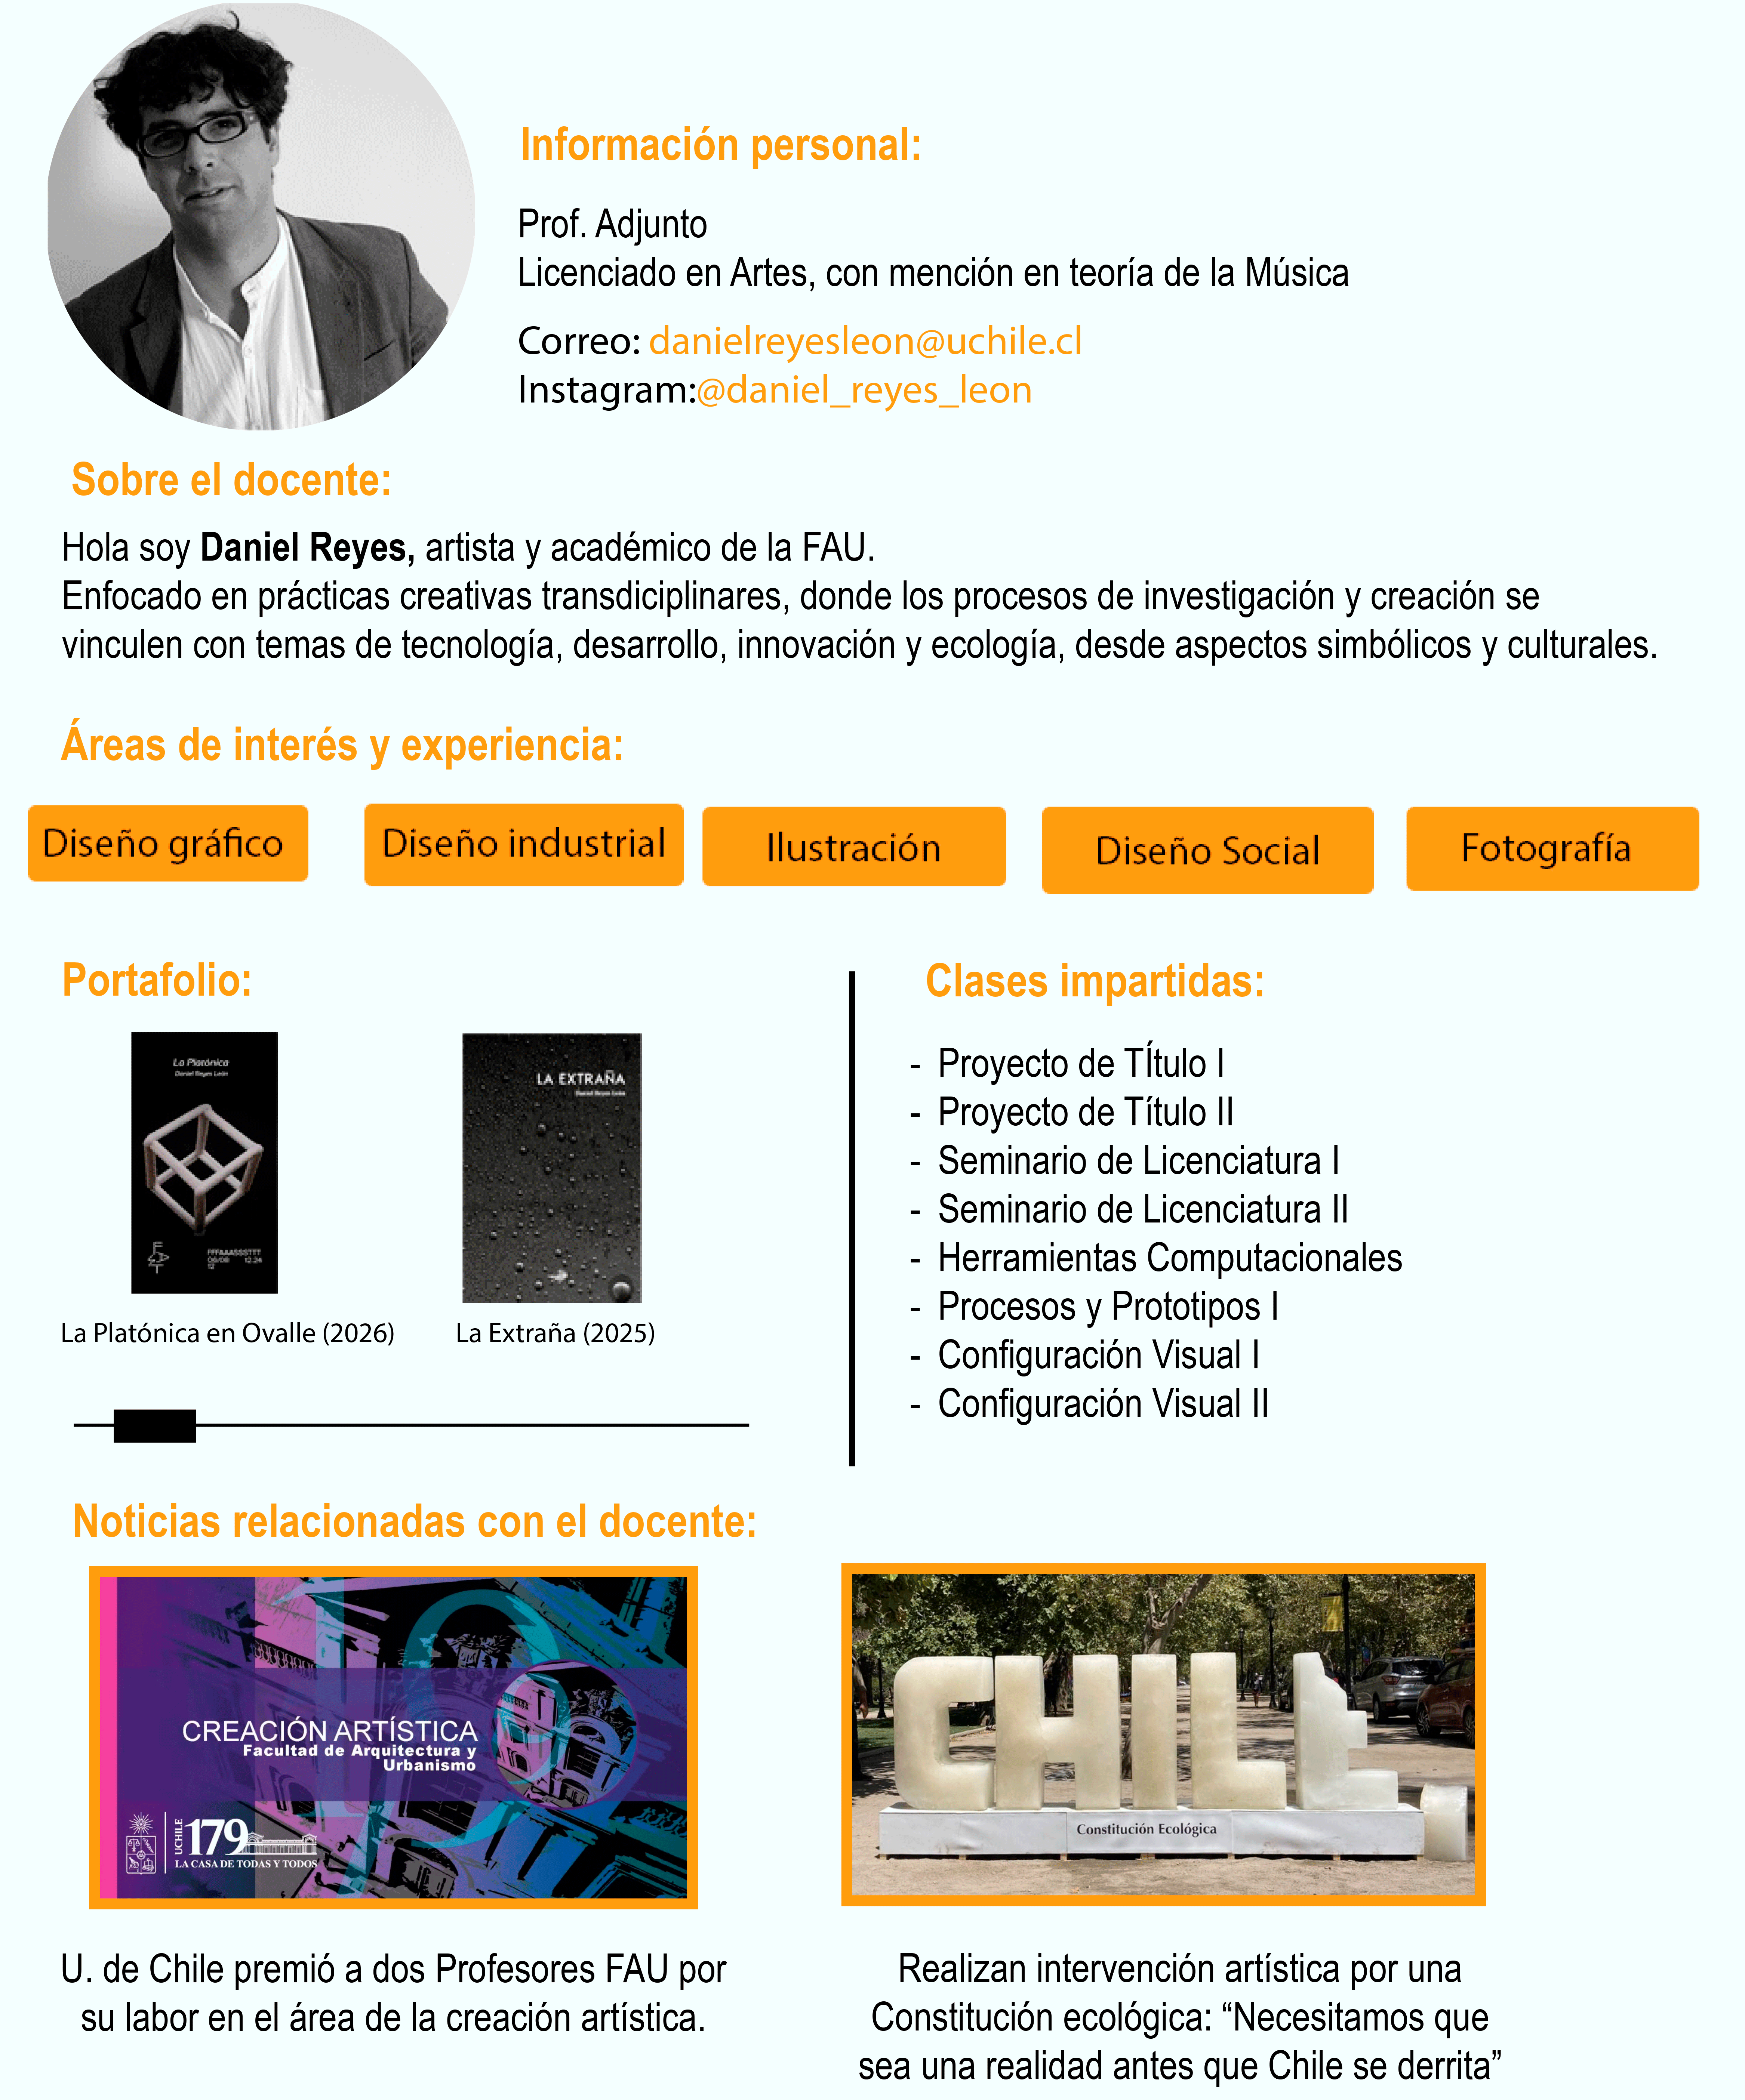 Información personal:
Prof. Adjunto
Licenciado en Artes, con mención en teoría de la Música
Correo: danielreyesleon@uchile.cl
Instagram:@daniel_reyes_leon
Sobre el docente:
Hola soy Daniel Reyes, artista y académico de la FAU.
Enfocado en prácticas creativas transdiciplinares, donde los procesos de investigación y creación se
vinculen con temas de tecnología, desarrollo, innovación y ecología, desde aspectos simbólicos y culturales.
Áreas de interés y experiencia:
Diseño gráfico
Diseño industrial
Ilustración
Diseño Social
Fotografía
Portafolio:
La Platónica
Daniel Reyes León
FFFAAASSSTTT
06/08 12.24
12
La Platónica en Ovalle (2026)
LA EXTRAÑA
Daniel Reyes León
La Extraña (2025)
Clases impartidas:
- Proyecto de TÍtulo I
- Proyecto de Título II
- Seminario de Licenciatura I
- Seminario de Licenciatura II
- Herramientas Computacionales
- Procesos y Prototipos I
- Configuración Visual I
- Configuración Visual II
Noticias relacionadas con el docente:
CREACIÓN ARTÍSTICA
Facultad de Arquitectura y
Urbanismo
UCHILE
179
LA CASA DE TODAS Y TODOS
U. de Chile premió a dos Profesores FAU por
su labor en el área de la creación artística.
CHILE.
Constitución Ecológica
Realizan intervención artística por una
Constitución ecológica: “Necesitamos que
sea una realidad antes que Chile se derrita”